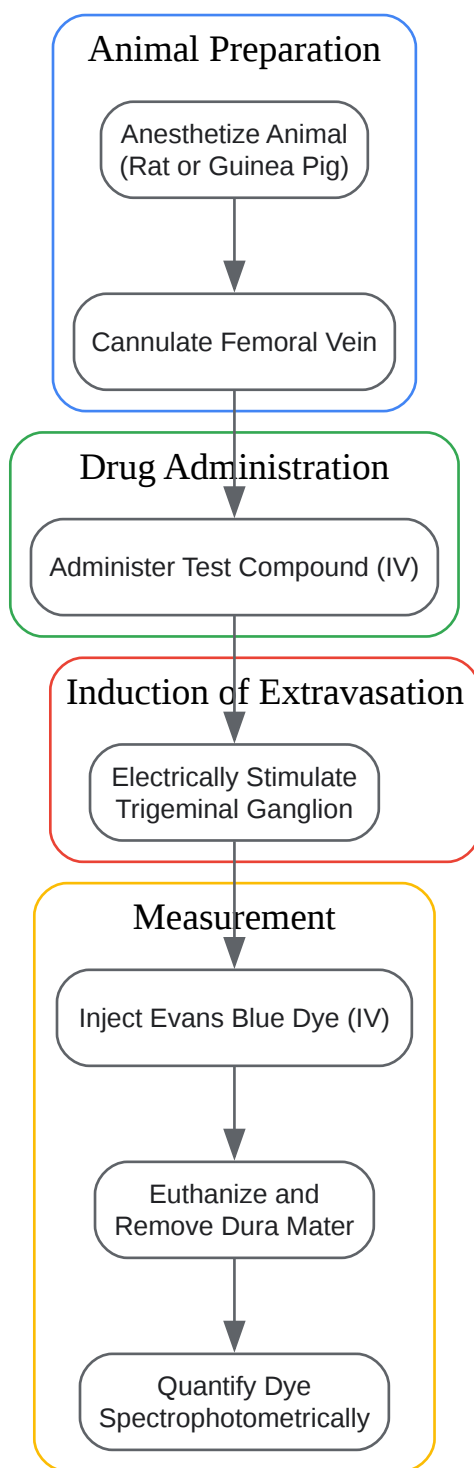 Animal Preparation
Anesthetize Animal
(Rat or Guinea Pig)
Cannulate Femoral Vein
Drug Administration
Administer Test Compound (IV)
Induction of Extravasation
Electrically Stimulate
Trigeminal Ganglion
Measurement
Inject Evans Blue Dye (IV)
Euthanize and
Remove Dura Mater
Quantify Dye
Spectrophotometrically